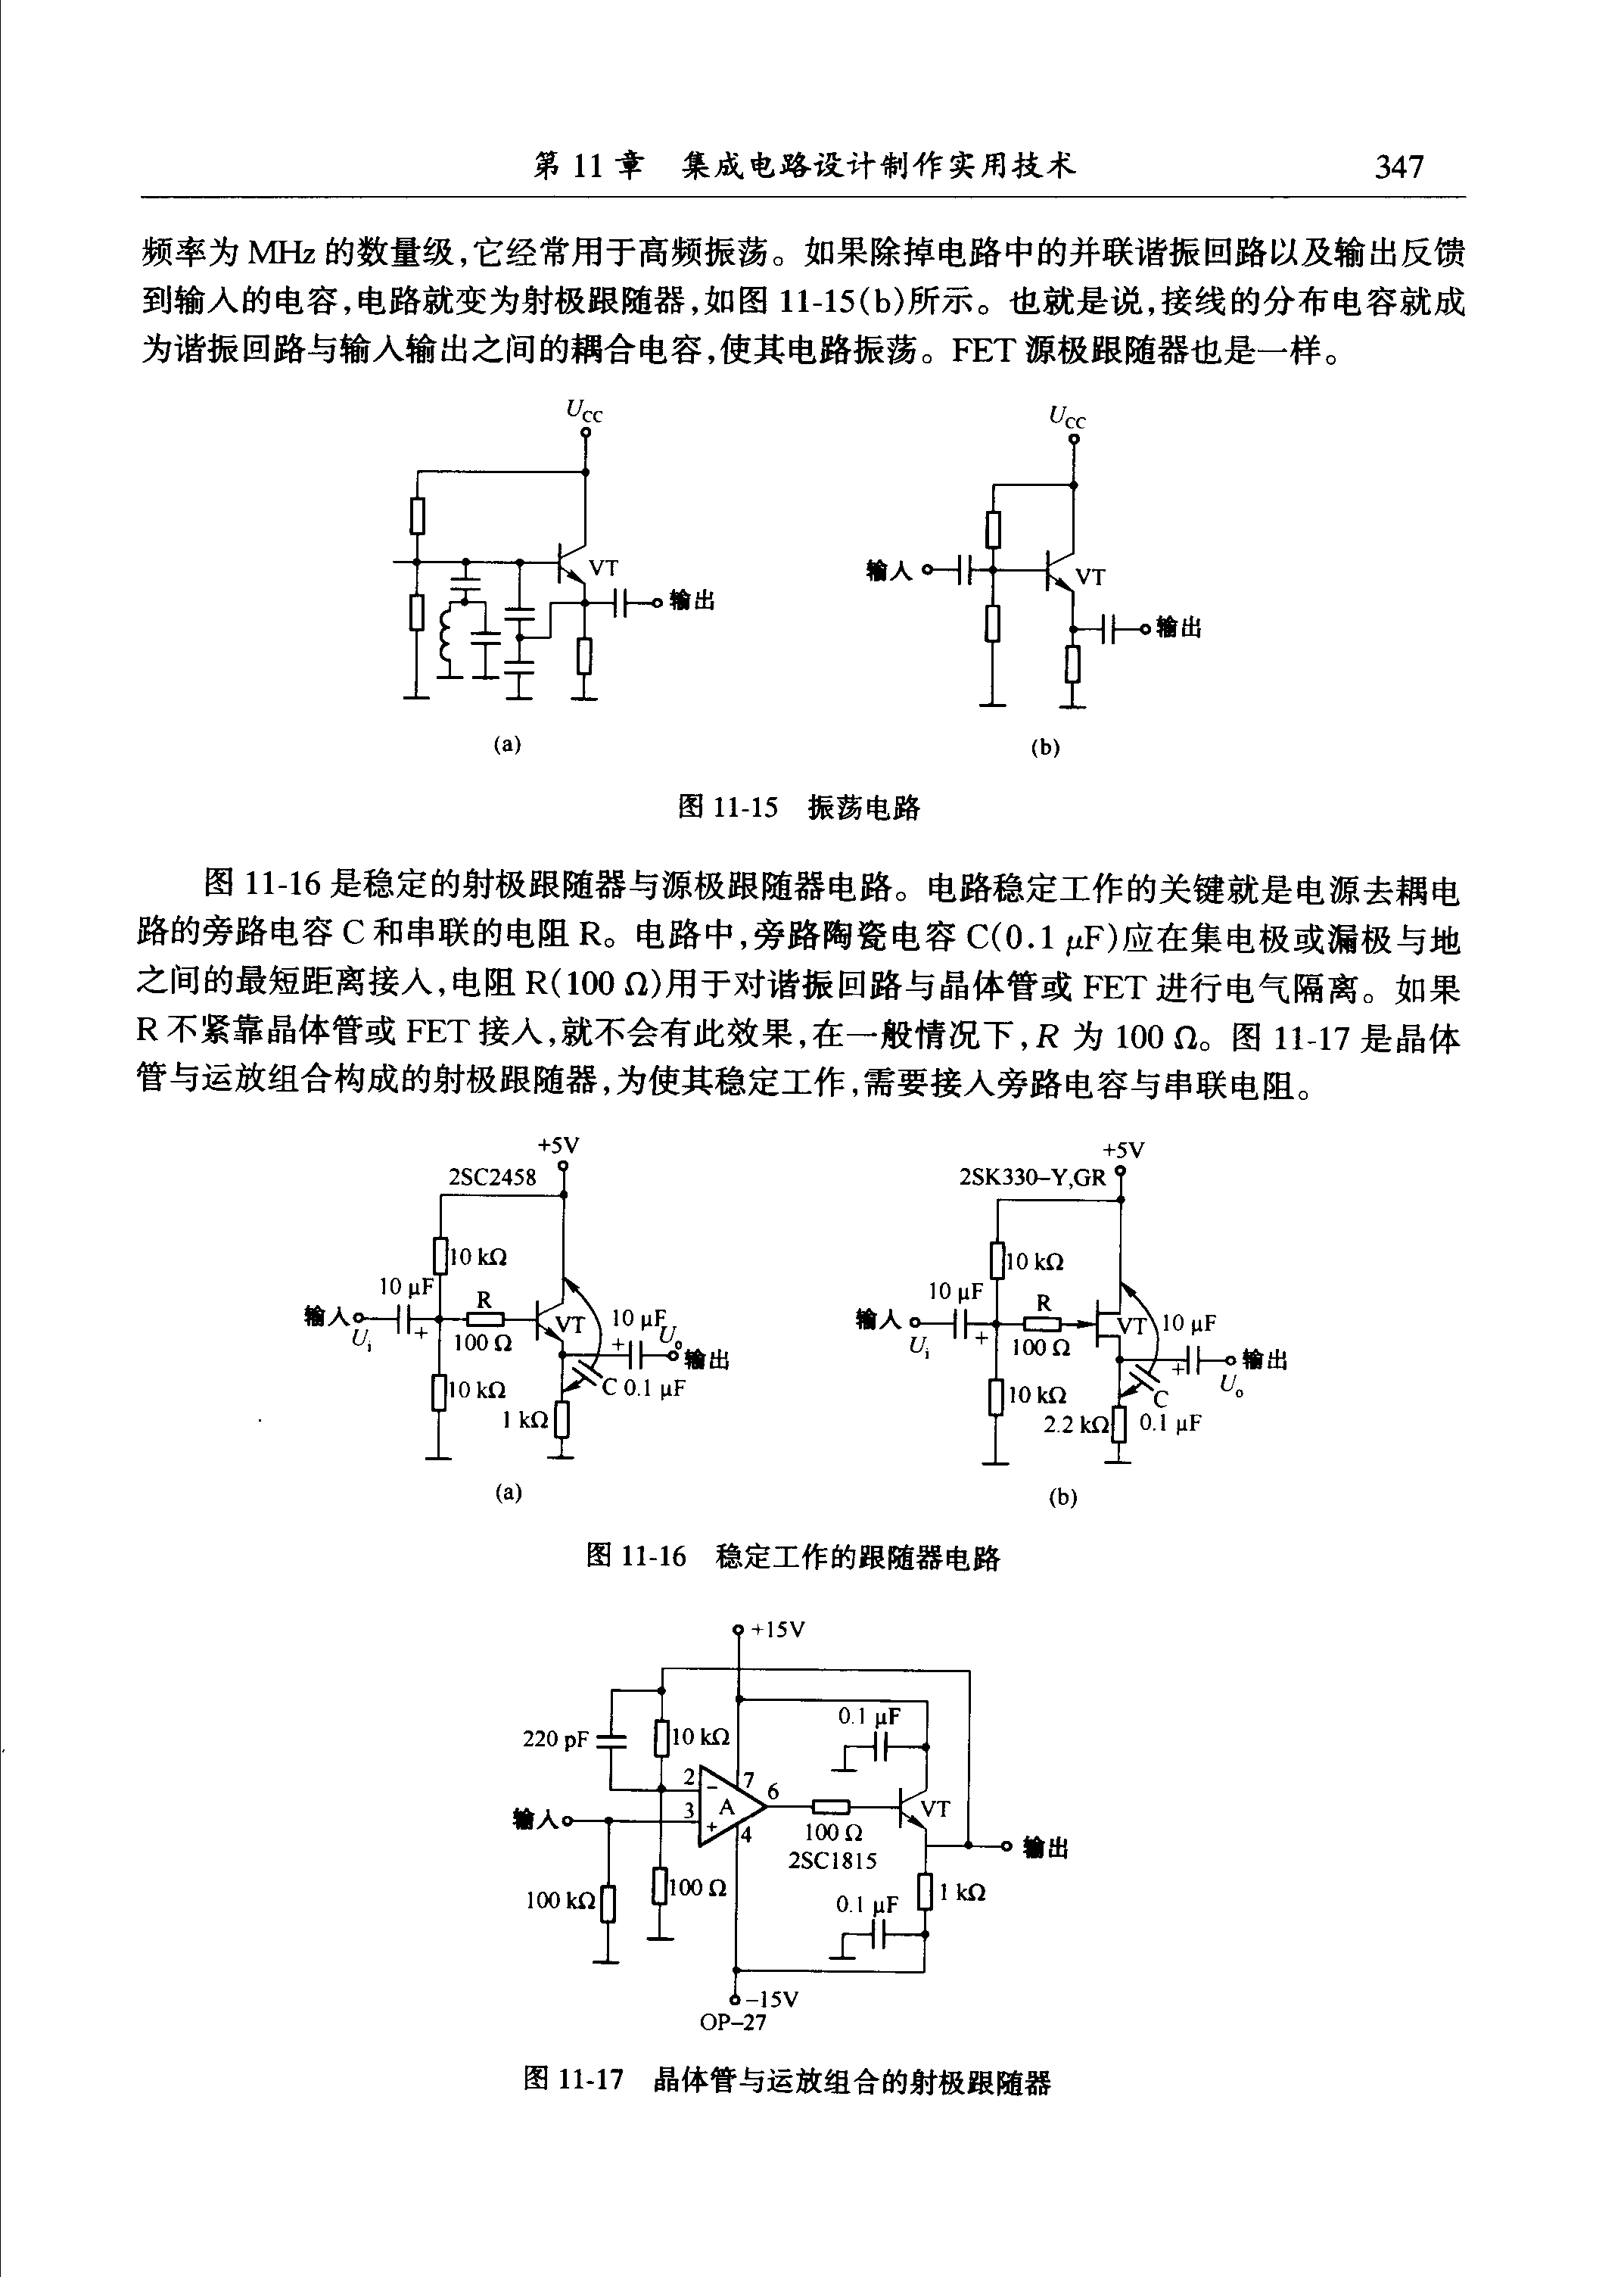 第 11 章 集成电路设计制作实用技术 347
频率为 MHz 的数量级,它经常用于高频振荡。如果除掉电路中的并联谐振回路以及输出反馈
到输入的电容,电路就变为射极跟随器,如图 11-15(b)所示。也就是说,接线的分布电容就成
为谐振回路与输入输出之间的耦合电容,使其电路振荡。FET 源极跟随器也是一样。
UCC
VT
输出
(a)
UCC
输入
VT
输出
(b)
图 11-15 振荡电路
图 11-16 是稳定的射极跟随器与源极跟随器电路。电路稳定工作的关键就是电源去耦电
路的旁路电容 C 和串联的电阻 R。电路中,旁路陶瓷电容 C(0.1 μF)应在集电极或漏极与地
之间的最短距离接入,电阻 R(100 Ω)用于对谐振回路与晶体管或 FET 进行电气隔离。如果
R 不紧靠晶体管或 FET 接入,就不会有此效果,在一般情况下,R 为 100 Ω。图 11-17 是晶体
管与运放组合构成的射极跟随器,为使其稳定工作,需要接入旁路电容与串联电阻。
+5V
2SC2458
10 kΩ
10 μF
R
输入
Ui
+
100 Ω
VT
10 μF
+
Uo
输出
10 kΩ
C 0.1 μF
1 kΩ
(a)
+5V
2SK330-Y,GR
10 kΩ
10 μF
R
输入
Ui
+
100 Ω
VT
10 μF
+
输出
Uo
10 kΩ
C
2.2 kΩ
0.1 μF
(b)
图 11-16 稳定工作的跟随器电路
+15V
0.1 μF
220 pF
10 kΩ
2
7
6
−
A
3
+
4
输入
VT
100 Ω
输出
2SC1815
100 kΩ
100 Ω
0.1 μF
1 kΩ
−15V
OP-27
图 11-17 晶体管与运放组合的射极跟随器